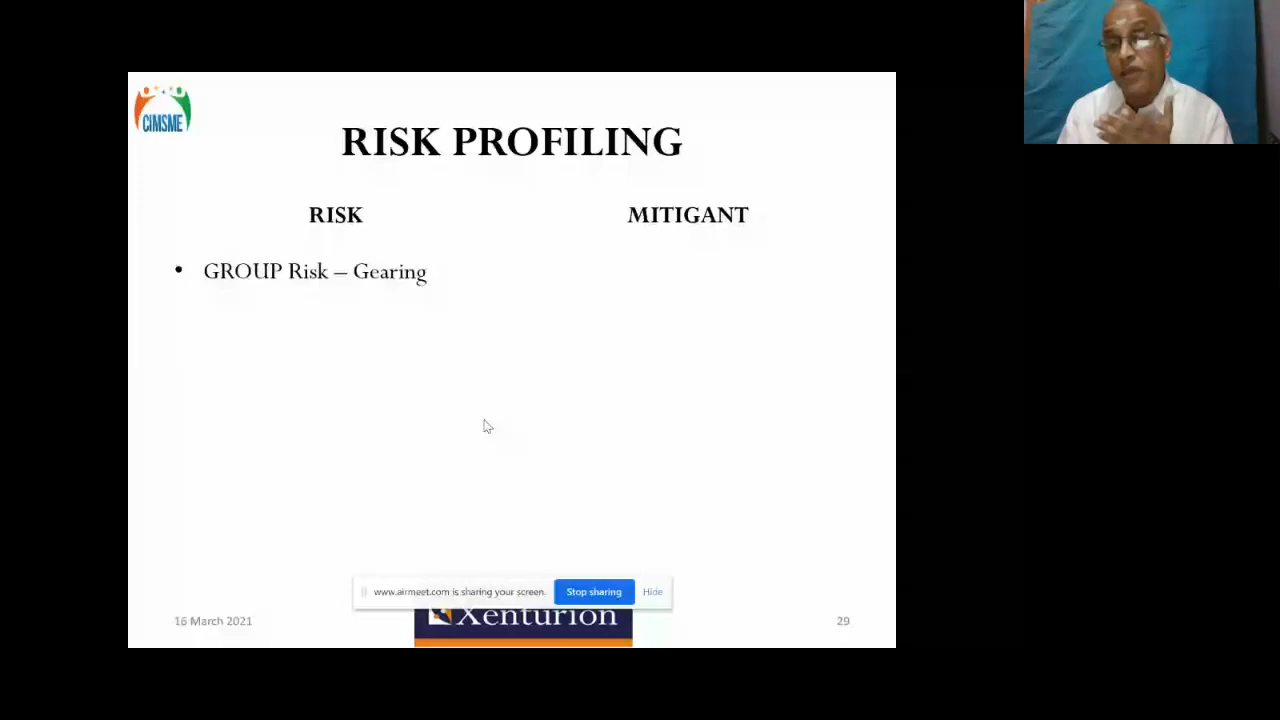 CIMSME
RISK PROFILING
RISK
MITIGANT
• GROUP Risk – Gearing
www.airmeet.com is sharing your screen.
Stop sharing
Hide
16 March 2021
Xenturion
29